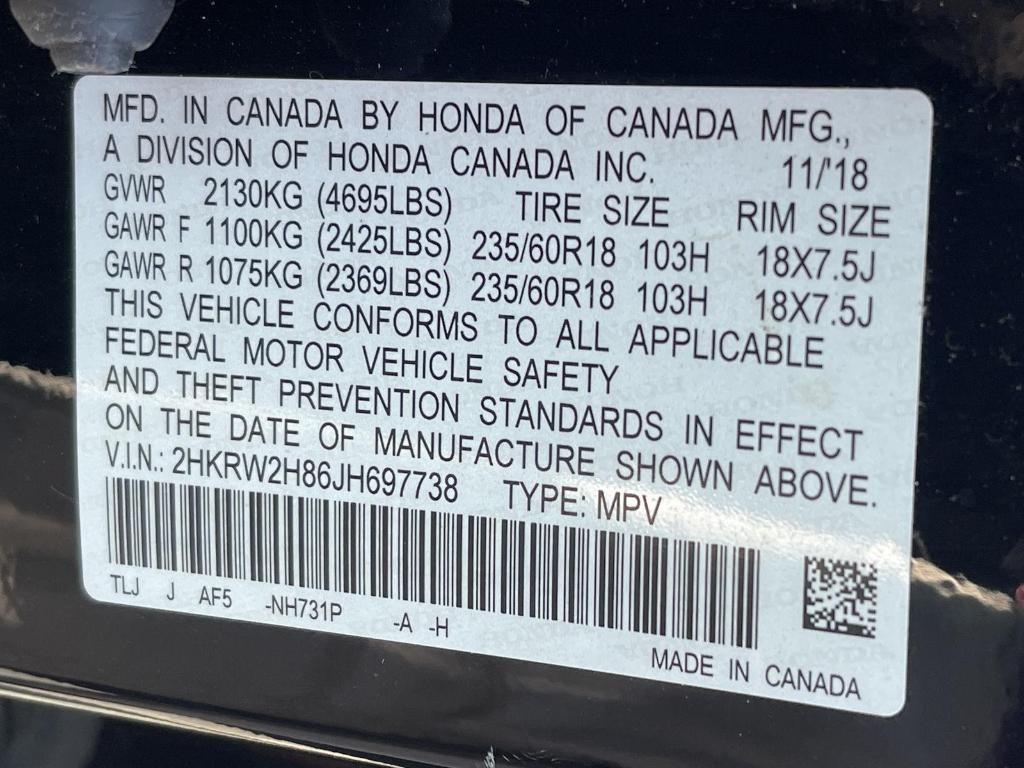 MFD. IN CANADA BY HONDA OF CANADA MFG.,
A DIVISION OF HONDA CANADA INC. 11/'18
GVWR 2130KG (4695LBS) TIRE SIZE RIM SIZE
GAWR F 1100KG (2425LBS) 235/60R18 103H 18X7.5J
GAWR R 1075KG (2369LBS) 235/60R18 103H 18X7.5J
THIS VEHICLE CONFORMS TO ALL APPLICABLE
FEDERAL MOTOR VEHICLE SAFETY
AND THEFT PREVENTION STANDARDS IN EFFECT
ON THE DATE OF MANUFACTURE SHOWN ABOVE.
V.I.N.: 2HKRW2H86JH697738 TYPE: MPV
TLJ J AF5 -NH731P -A -H
MADE IN CANADA